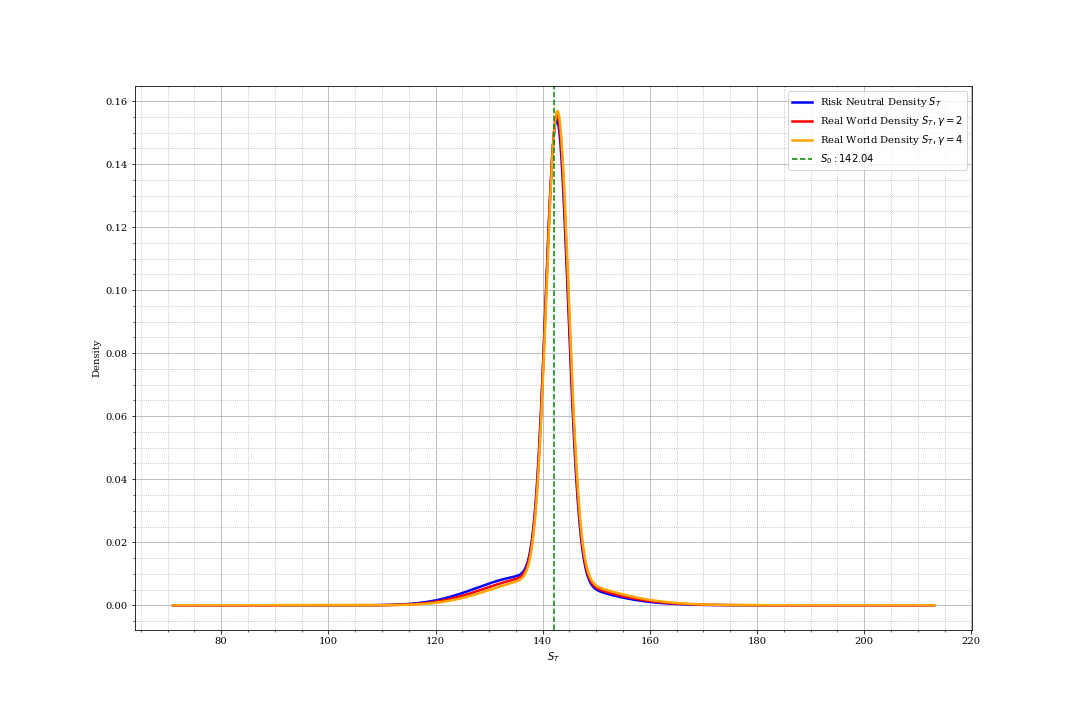 0.16
0.14
0.12
0.10
0.08
0.06
0.04
0.02
0.00
Density
80 100 120 140 160 180 200 220
S_T
Risk Neutral Density S_T
Real World Density S_T, γ = 2
Real World Density S_T, γ = 4
S_0 : 142.04